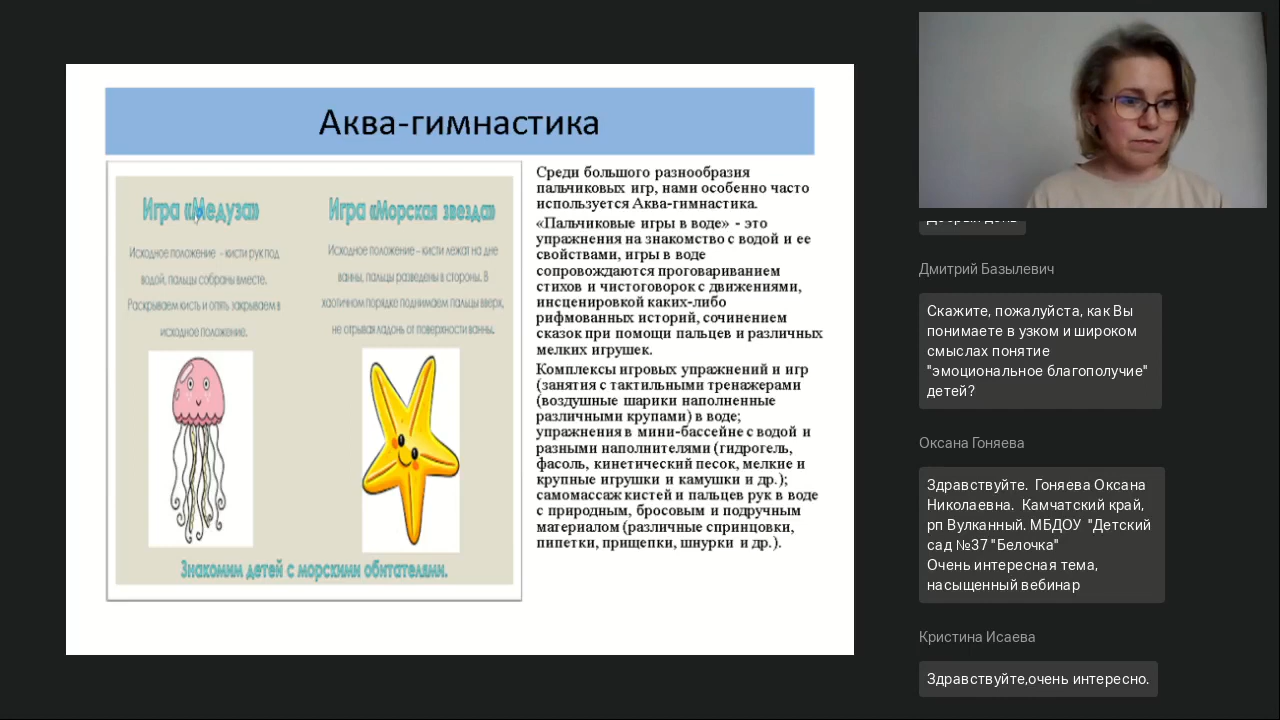 Аква-гимнастика
Игра «Медуза»
Исходное положение - кисти рук под
водой, пальцы собраны вместе.
Раскрываем кисть и опять закрываем в
исходное положение.
Игра «Морская звезда»
Исходное положение - кисти лежат на дне
ванны, пальцы разведены в стороны. В
хаотичном порядке поднимаем пальцы вверх,
не отрывая ладонь от поверхности ванны.
Знакомим детей с морскими обитателями.
Среди большого разнообразия
пальчиковых игр, нами особенно часто
используется Аква-гимнастика.
«Пальчиковые игры в воде» - это
упражнения на знакомство с водой и ее
свойствами, игры в воде
сопровождаются проговариванием
стихов и чистоговорок с движениями,
инсценировкой каких-либо
рифмованных историй, сочинением
сказок при помощи пальцев и различных
мелких игрушек.
Комплексы игровых упражнений и игр
(занятия с тактильными тренажерами
(воздушные шарики наполненные
различными крупами) в воде;
упражнения в мини-бассейне с водой и
разными наполнителями (гидрогель,
фасоль, кинетический песок, мелкие и
крупные игрушки и камушки и др.);
самомассаж кистей и пальцев рук в воде
с природным, бросовым и подручным
материалом (различные спринцовки,
пипетки, прищепки, шнурки и др.).
Добрый день
Дмитрий Базылевич
Скажите, пожалуйста, как Вы
понимаете в узком и широком
смыслах понятие
"эмоциональное благополучие"
детей?
Оксана Гоняева
Здравствуйте. Гоняева Оксана
Николаевна. Камчатский край,
рп Вулканный. МБДОУ "Детский
сад №37 "Белочка"
Очень интересная тема,
насыщенный вебинар
Кристина Исаева
Здравствуйте,очень интересно.